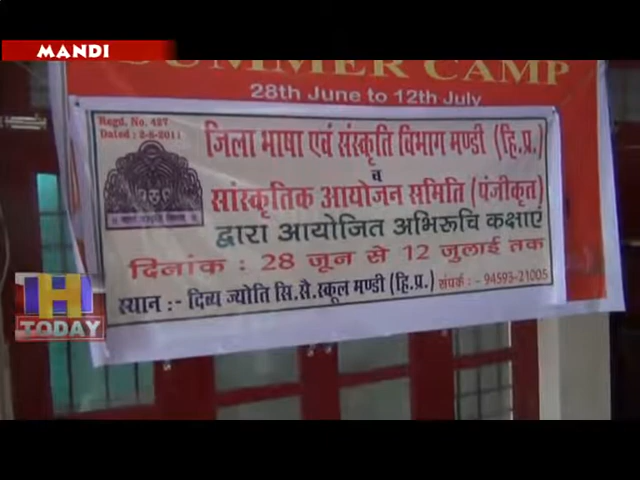 MANDI
SUMMER CAMP
28th June to 12th July
Regd. No. 427
Dated : 2-8-2011
जिला भाषा एवं संस्कृति विभाग मण्डी (हि.प्र.)
व
सांस्कृतिक आयोजन समिति (पंजीकृत)
द्वारा आयोजित अभिरूचि कक्षाएं
दिनांक : 28 जून से 12 जुलाई तक
स्थान :- दिव्य ज्योति सि.सै.स्कूल मण्डी (हि.प्र.) संपर्क : - 94593-21005
H
TODAY